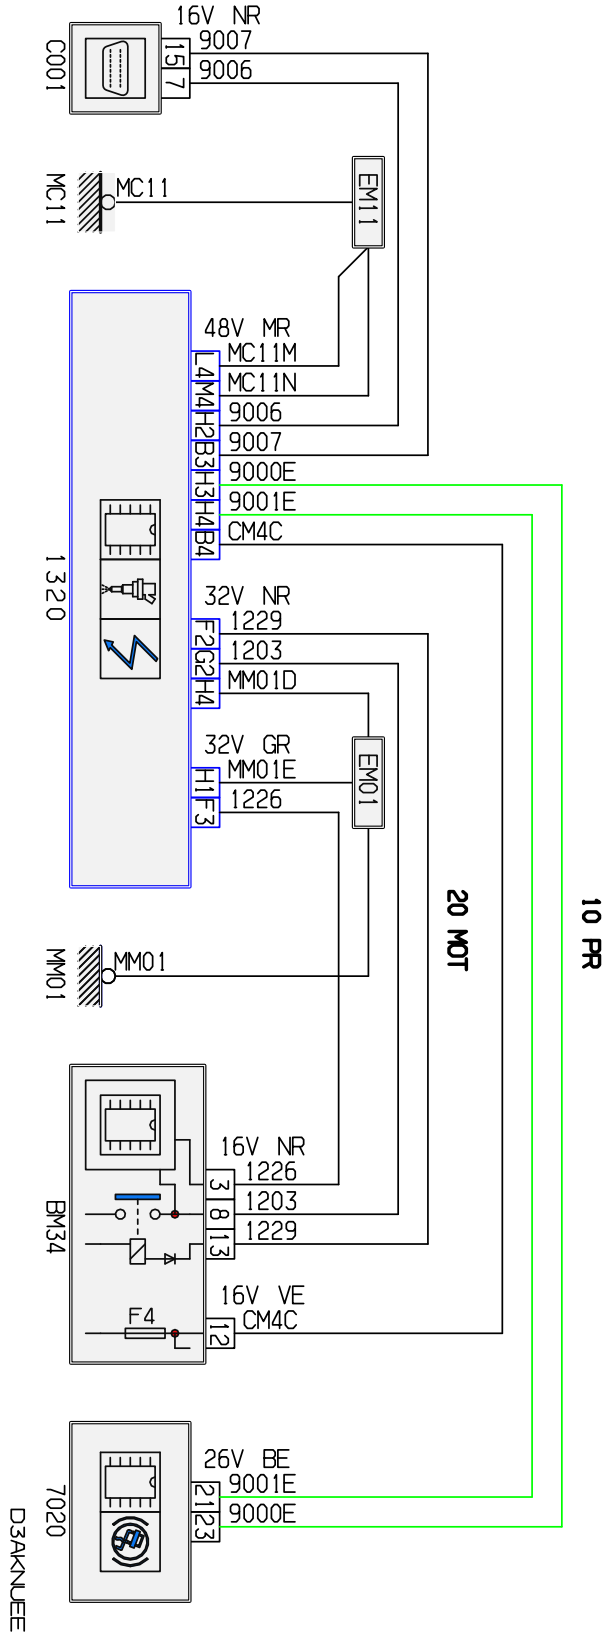 16V NR
9007
15
9006
7
C001
EM11
MC11
MC11
48V MR
MC11M
L4
MC11N
M4
9006
H2
9007
B3
9000E
H3
9001E
H4
CM4C
B4
1320
32V NR
1229
F2
1203
G2
MM01D
H4
32V GR
MM01E
H1
1226
F3
EM01
20 MOT
10 PR
MM01
MM01
16V NR
1226
3
1203
8
1229
13
BM34
16V VE
CM4C
12
F4
26V BE
9001E
21
9000E
23
7020
D3AKNUEE